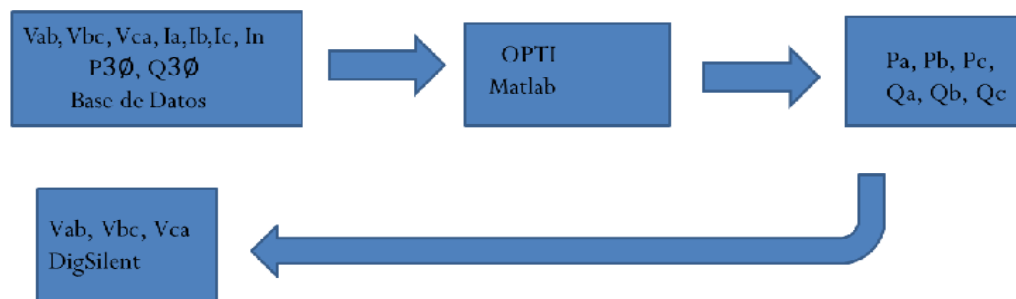 Vab, Vbc, Vca, Ia,Ib,Ic, In
P3Ø, Q3Ø
Base de Datos
OPTI
Matlab
Pa, Pb, Pc,
Qa, Qb, Qc
Vab, Vbc, Vca
DigSilent